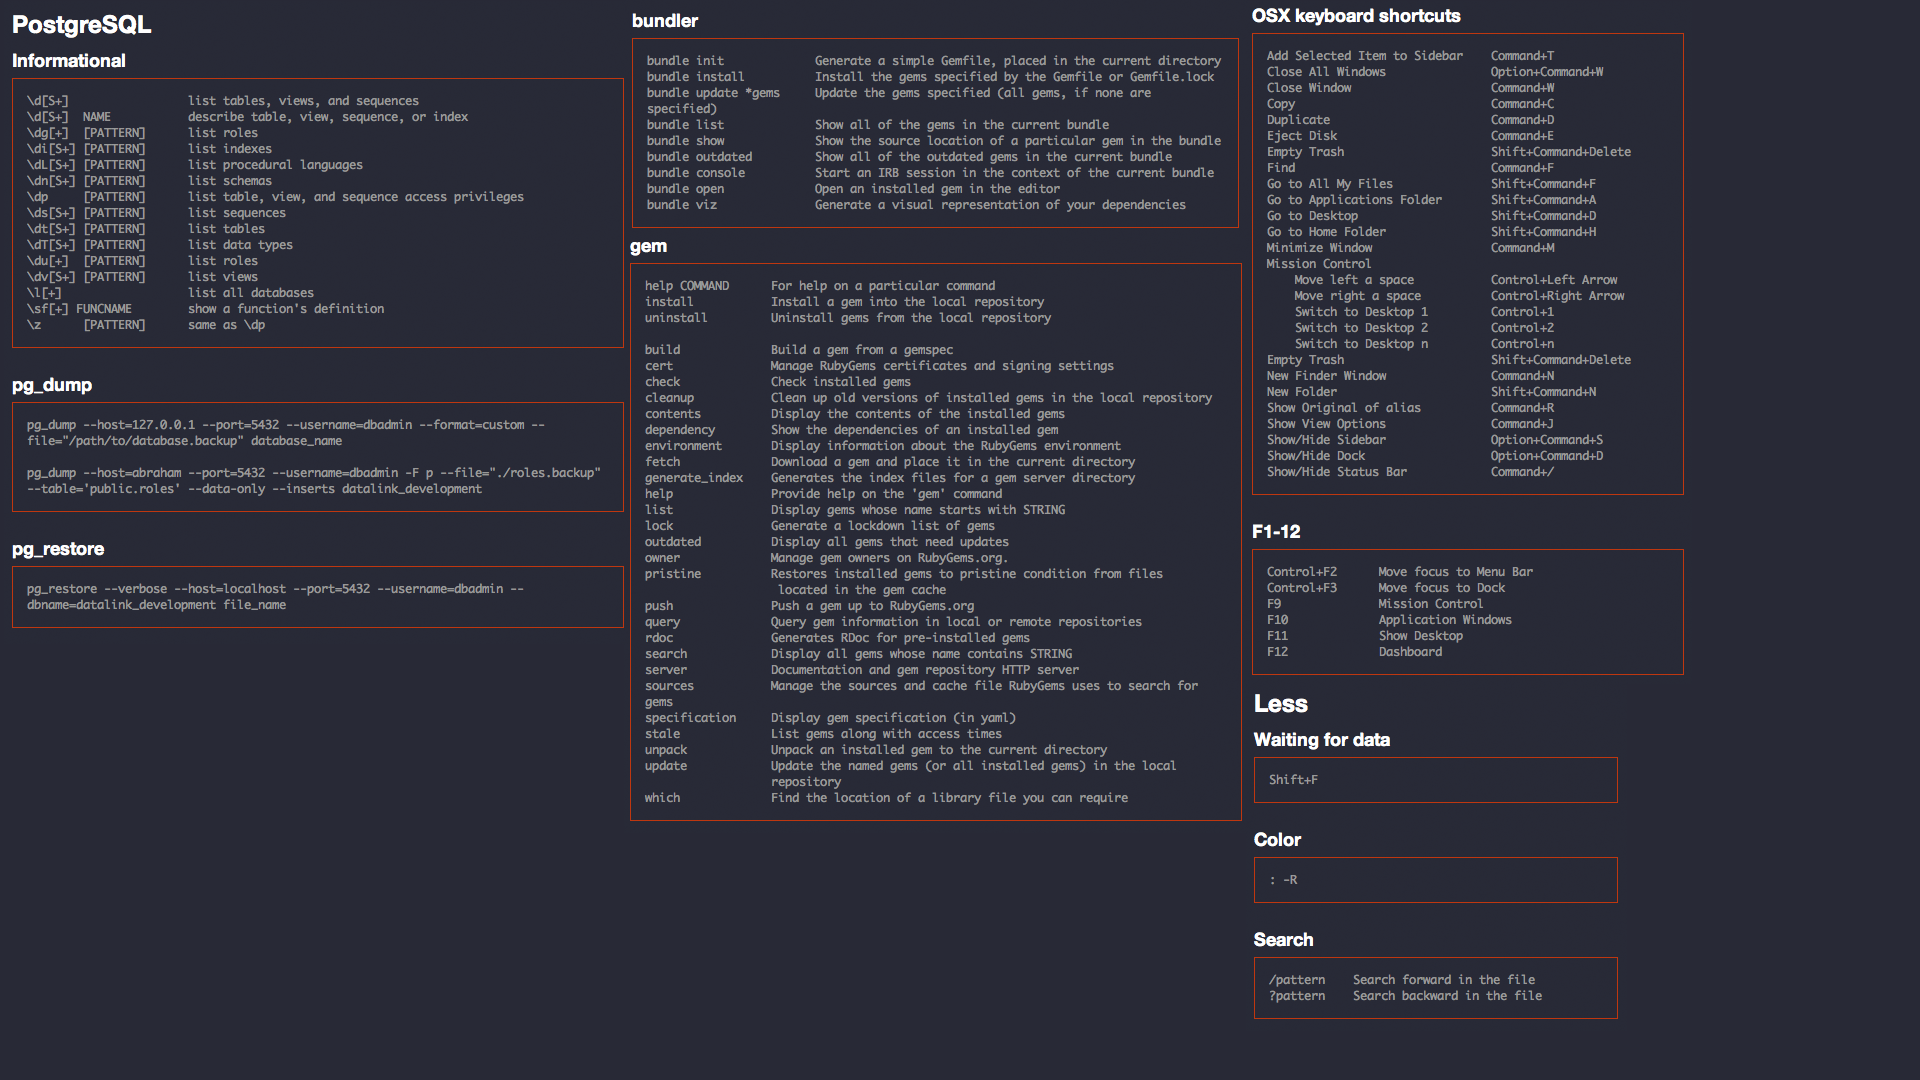 PostgreSQL
Informational
\d[S+]                 list tables, views, and sequences
\d[S+]  NAME           describe table, view, sequence, or index
\dg[+]  [PATTERN]      list roles
\di[S+] [PATTERN]      list indexes
\dL[S+] [PATTERN]      list procedural languages
\dn[S+] [PATTERN]      list schemas
\dp     [PATTERN]      list table, view, and sequence access privileges
\ds[S+] [PATTERN]      list sequences
\dt[S+] [PATTERN]      list tables
\dT[S+] [PATTERN]      list data types
\du[+]  [PATTERN]      list roles
\dv[S+] [PATTERN]      list views
\l[+]                  list all databases
\sf[+] FUNCNAME        show a function's definition
\z      [PATTERN]      same as \dp
pg_dump
pg_dump --host=127.0.0.1 --port=5432 --username=dbadmin --format=custom --
file="/path/to/database.backup" database_name
pg_dump --host=abraham --port=5432 --username=dbadmin -F p --file="./roles.backup"
--table='public.roles' --data-only --inserts datalink_development
pg_restore
pg_restore --verbose --host=localhost --port=5432 --username=dbadmin --
dbname=datalink_development file_name
bundler
bundle init             Generate a simple Gemfile, placed in the current directory
bundle install          Install the gems specified by the Gemfile or Gemfile.lock
bundle update *gems     Update the gems specified (all gems, if none are
specified)
bundle list             Show all of the gems in the current bundle
bundle show             Show the source location of a particular gem in the bundle
bundle outdated         Show all of the outdated gems in the current bundle
bundle console          Start an IRB session in the context of the current bundle
bundle open             Open an installed gem in the editor
bundle viz              Generate a visual representation of your dependencies
gem
help COMMAND      For help on a particular command
install           Install a gem into the local repository
uninstall         Uninstall gems from the local repository
build             Build a gem from a gemspec
cert              Manage RubyGems certificates and signing settings
check             Check installed gems
cleanup           Clean up old versions of installed gems in the local repository
contents          Display the contents of the installed gems
dependency        Show the dependencies of an installed gem
environment       Display information about the RubyGems environment
fetch             Download a gem and place it in the current directory
generate_index    Generates the index files for a gem server directory
help              Provide help on the 'gem' command
list              Display gems whose name starts with STRING
lock              Generate a lockdown list of gems
outdated          Display all gems that need updates
owner             Manage gem owners on RubyGems.org.
pristine          Restores installed gems to pristine condition from files
located in the gem cache
push              Push a gem up to RubyGems.org
query             Query gem information in local or remote repositories
rdoc              Generates RDoc for pre-installed gems
search            Display all gems whose name contains STRING
server            Documentation and gem repository HTTP server
sources           Manage the sources and cache file RubyGems uses to search for
gems
specification     Display gem specification (in yaml)
stale             List gems along with access times
unpack            Unpack an installed gem to the current directory
update            Update the named gems (or all installed gems) in the local
repository
which             Find the location of a library file you can require
OSX keyboard shortcuts
Add Selected Item to Sidebar    Command+T
Close All Windows               Option+Command+W
Close Window                    Command+W
Copy                            Command+C
Duplicate                       Command+D
Eject Disk                      Command+E
Empty Trash                     Shift+Command+Delete
Find                            Command+F
Go to All My Files              Shift+Command+F
Go to Applications Folder       Shift+Command+A
Go to Desktop                   Shift+Command+D
Go to Home Folder               Shift+Command+H
Minimize Window                 Command+M
Mission Control
Move left a space           Control+Left Arrow
Move right a space          Control+Right Arrow
Switch to Desktop 1         Control+1
Switch to Desktop 2         Control+2
Switch to Desktop n         Control+n
Empty Trash                     Shift+Command+Delete
New Finder Window               Command+N
New Folder                      Shift+Command+N
Show Original of alias          Command+R
Show View Options               Command+J
Show/Hide Sidebar               Option+Command+S
Show/Hide Dock                  Option+Command+D
Show/Hide Status Bar            Command+/
F1-12
Control+F2      Move focus to Menu Bar
Control+F3      Move focus to Dock
F9              Mission Control
F10             Application Windows
F11             Show Desktop
F12             Dashboard
Less
Waiting for data
Shift+F
Color
: -R
Search
/pattern    Search forward in the file
?pattern    Search backward in the file